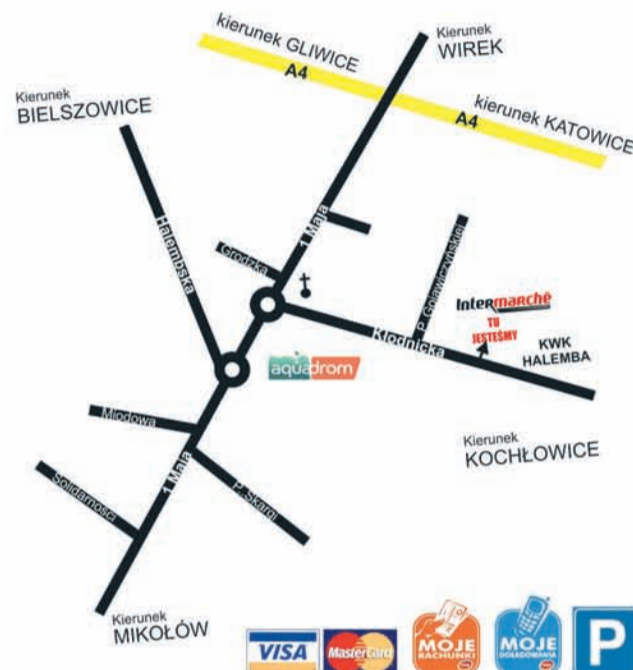 Kierunek
WIREK
kierunek GLIWICE
A4
kierunek KATOWICE
A4
Kierunek
BIELSZOWICE
Halembska
1 Maja
Grodzka
P. Gojawiczyńskiej
Intermarché
TU
JESTEŚMY
KWK
HALEMBA
Kłodnicka
aquadrom
Kierunek
KOCHŁOWICE
Miodowa
1 Maja
P. Skargi
Solidarności
Kierunek
MIKOŁÓW
VISA
MasterCard
MOJE
RACHUNKI
MOJE
DOŁADOWANIA
P